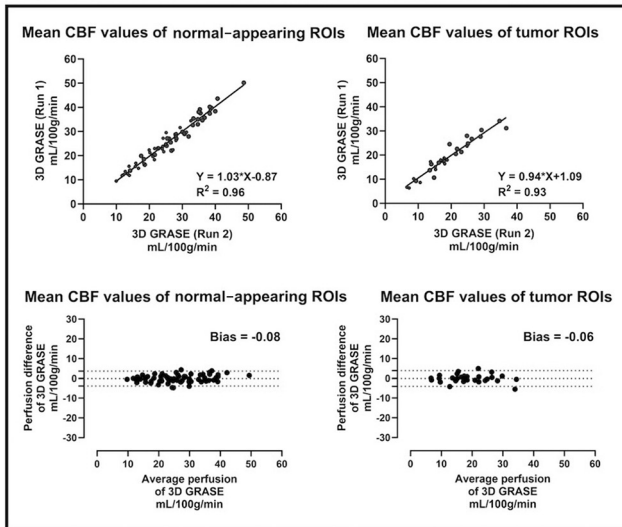 Mean CBF values of normal-appearing ROIs
3D GRASE (Run 1)
mL/100g/min
60
50
40
30
20
10
0
Y = 1.03*X-0.87
R² = 0.96
0 10 20 30 40 50 60
3D GRASE (Run 2)
mL/100g/min
Mean CBF values of tumor ROIs
3D GRASE (Run 1)
mL/100g/min
60
50
40
30
20
10
0
Y = 0.94*X+1.09
R² = 0.93
0 10 20 30 40 50 60
3D GRASE (Run 2)
mL/100g/min
Mean CBF values of normal-appearing ROIs
Perfusion difference
of 3D GRASE
mL/100g/min
30
20
10
0
-10
-20
-30
Bias = -0.08
0 10 20 30 40 50 60
Average perfusion
of 3D GRASE
mL/100g/min
Mean CBF values of tumor ROIs
Perfusion difference
of 3D GRASE
mL/100g/min
30
20
10
0
-10
-20
-30
Bias = -0.06
0 10 20 30 40 50 60
Average perfusion
of 3D GRASE
mL/100g/min